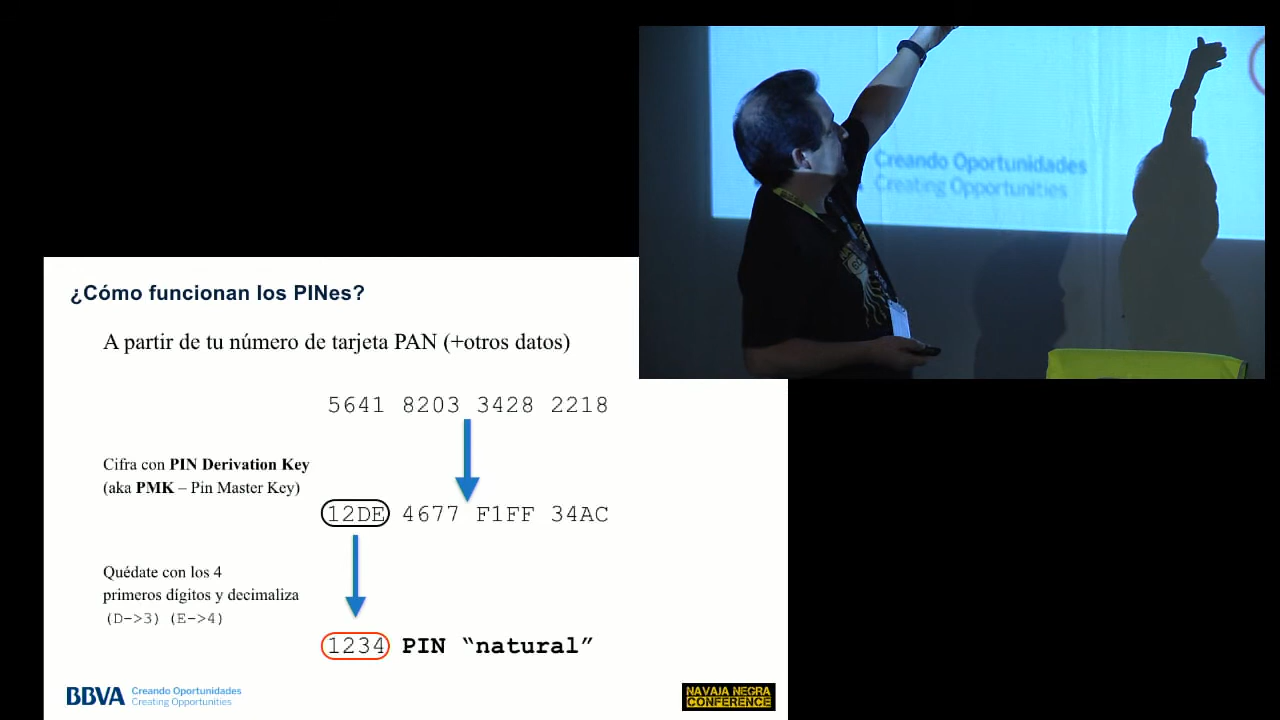 Creando Oportunidades
Creating Opportunities
¿Cómo funcionan los PINes?
A partir de tu número de tarjeta PAN (+otros datos)
5641 8203 3428 2218
Cifra con PIN Derivation Key
(aka PMK – Pin Master Key)
12DE 4677 F1FF 34AC
Quédate con los 4
primeros dígitos y decimaliza
(D->3) (E->4)
1234 PIN “natural”
BBVA Creando Oportunidades
Creating Opportunities
NAVAJA NEGRA
CONFERENCE